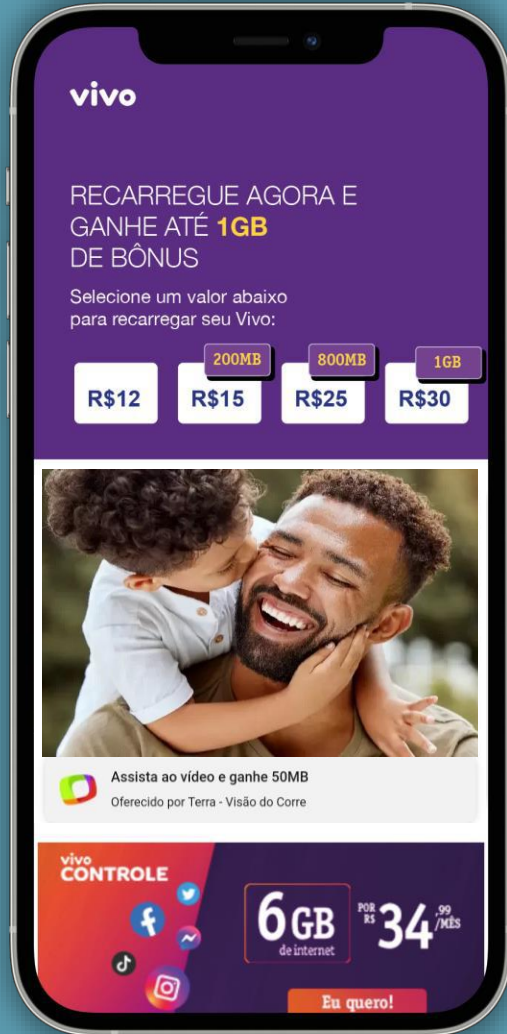 vivo
RECARREGUE AGORA E
GANHE ATÉ 1GB
DE BÔNUS
Selecione um valor abaixo
para recarregar seu Vivo:
200MB
800MB
1GB
R$12
R$15
R$25
R$30
Assista ao vídeo e ganhe 50MB
Oferecido por Terra - Visão do Corre
vivo
CONTROLE
6GB
de internet
POR
R$
34
,99
/MÊS
Eu quero!